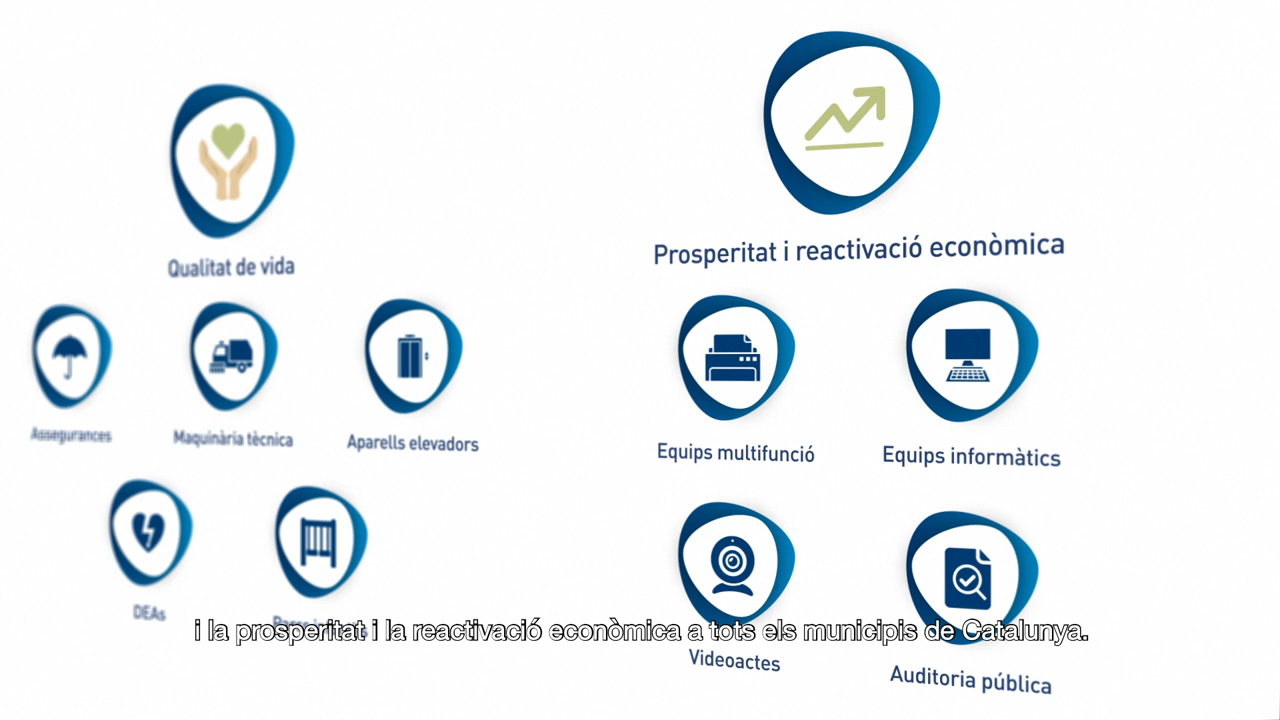 Qualitat de vida
Assegurances
Maquinària tècnica
Aparells elevadors
DEAs
Prosperitat i reactivació econòmica
Equips multifunció
Equips informàtics
Videoactes
Auditoria pública
i la prosperitat i la reactivació econòmica a tots els municipis de Catalunya.